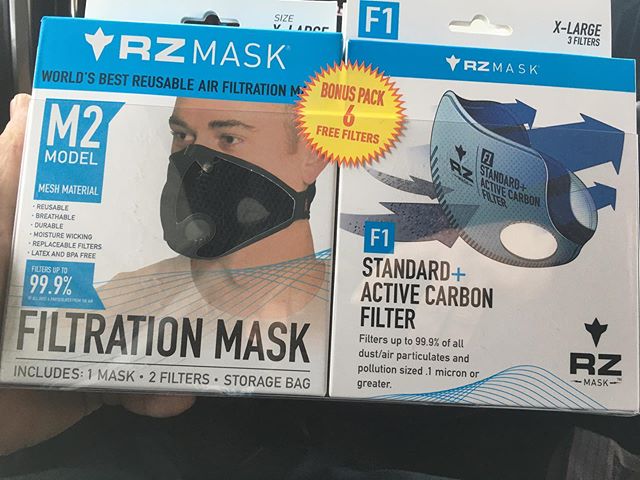 SIZE
X-LARGE
RZ MASK
WORLD'S BEST REUSABLE AIR FILTRATION
M2
MODEL
MESH MATERIAL
• REUSABLE
• BREATHABLE
• DURABLE
• MOISTURE WICKING
• REPLACEABLE FILTERS
• LATEX AND BPA FREE
FILTERS UP TO
99.9%
FILTRATION MASK
INCLUDES: 1 MASK • 2 FILTERS • STORAGE BAG
BONUS PACK
6
FREE FILTERS
F1
X-LARGE
3 FILTERS
RZ MASK
RZ
F1
STANDARD+
ACTIVE CARBON
FILTER
F1
STANDARD+
ACTIVE CARBON
FILTER
Filters up to 99.9% of all
dust/air particulates and
pollution sized .1 micron or
greater.
RZ
MASK